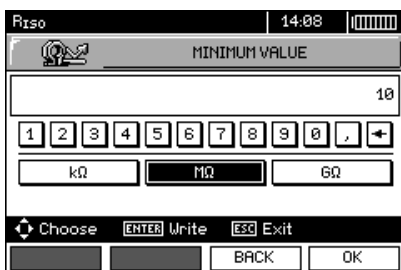 RISO 14:08
MINIMUM VALUE
10
1 2 3 4 5 6 7 8 9 0 ,
kΩ MΩ GΩ
Choose ENTER Write ESC Exit
BACK OK